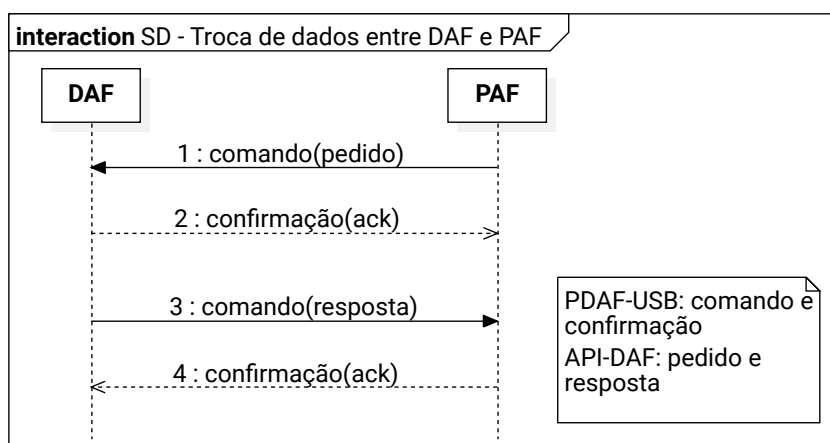 interaction SD - Troca de dados entre DAF e PAF
DAF
PAF
1 : comando(pedido)
2 : confirmação(ack)
3 : comando(resposta)
4 : confirmação(ack)
PDAF-USB: comando e
confirmação
API-DAF: pedido e
resposta